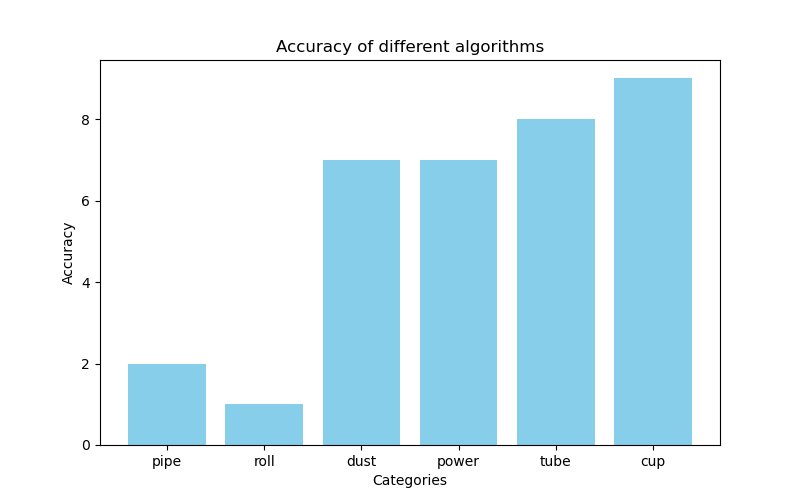 Accuracy of different algorithms
Accuracy
8
6
4
2
0
pipe roll dust power tube cup
Categories